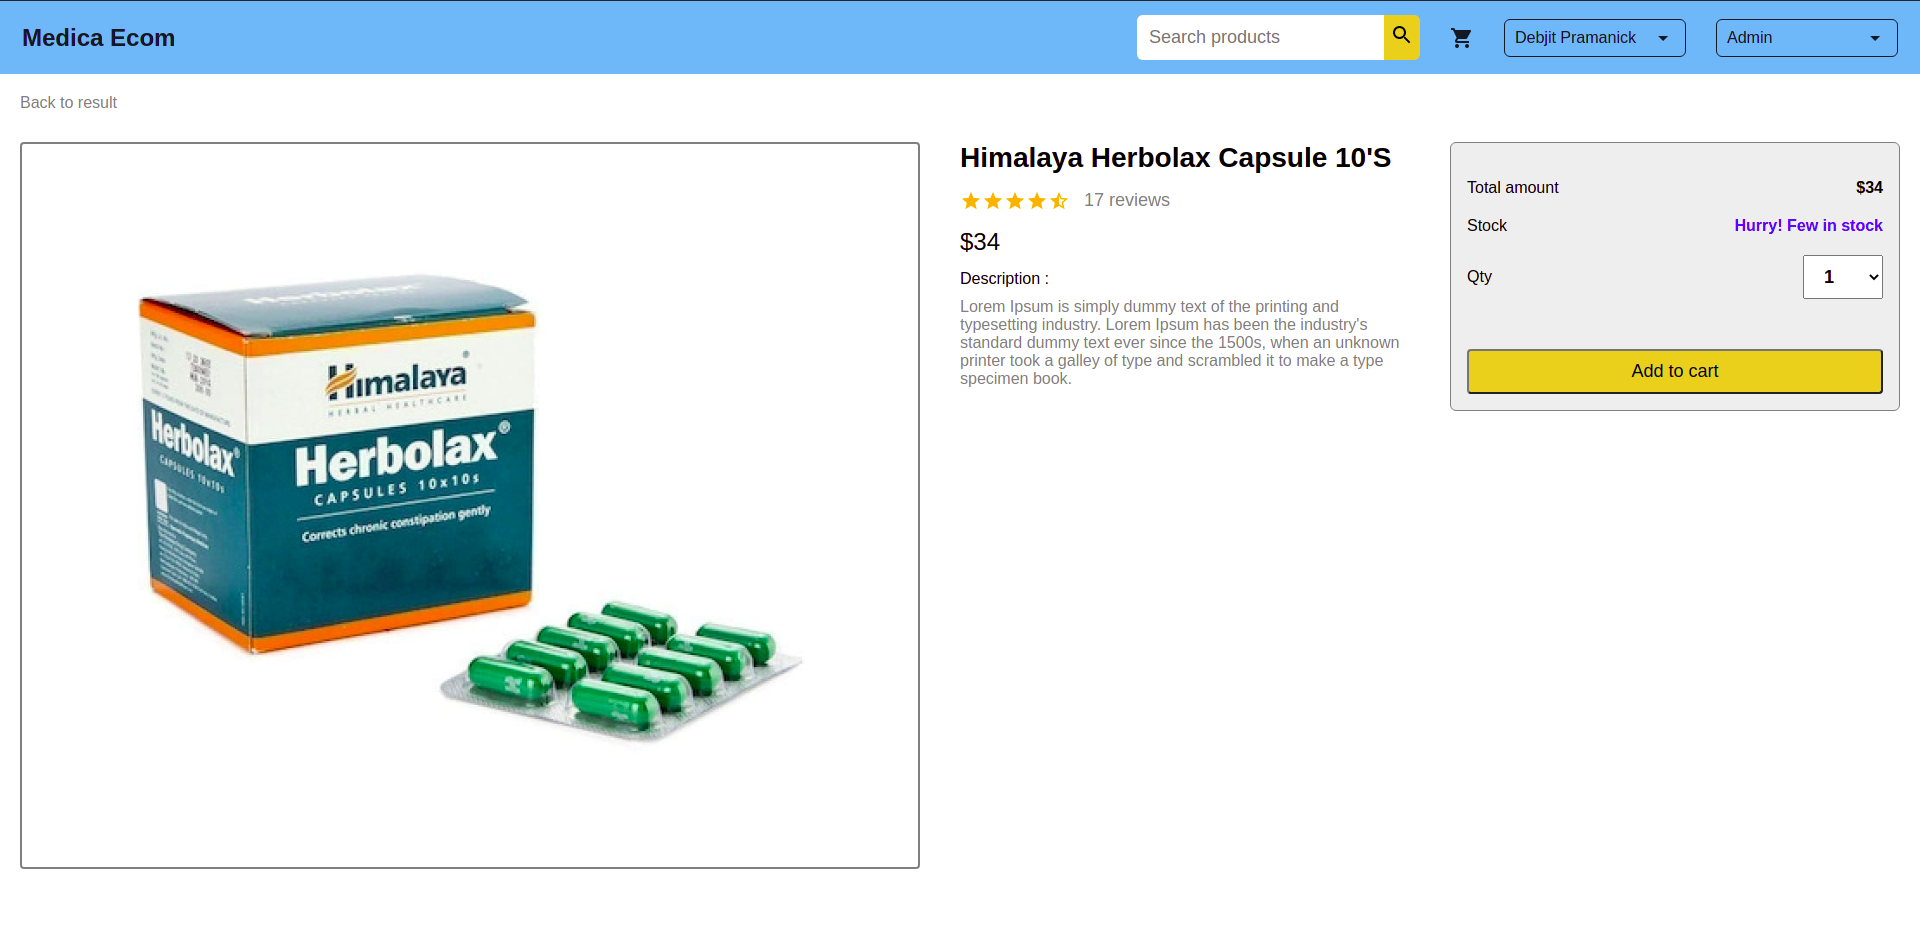 Medica Ecom
Search products
Debjit Pramanick
Admin
Back to result
Himalaya Herbolax Capsule 10'S
17 reviews
$34
Description :
Lorem Ipsum is simply dummy text of the printing and
typesetting industry. Lorem Ipsum has been the industry's
standard dummy text ever since the 1500s, when an unknown
printer took a galley of type and scrambled it to make a type
specimen book.
Total amount $34
Stock Hurry! Few in stock
Qty 1
Add to cart
Herbolax
Himalaya®
HERBAL HEALTHCARE
Herbolax®
CAPSULES 10x10s
Corrects chronic constipation gently
Herbolax®
CAPSULES 10x10s